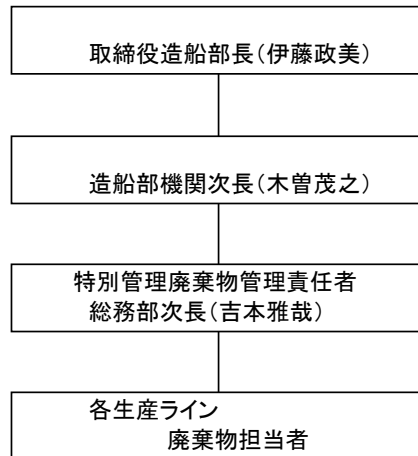 取締役造船部長（伊藤政美）
造船部機関次長（木曽茂之）
特別管理廃棄物管理責任者
総務部次長（吉本雅哉）
各生産ライン
廃棄物担当者